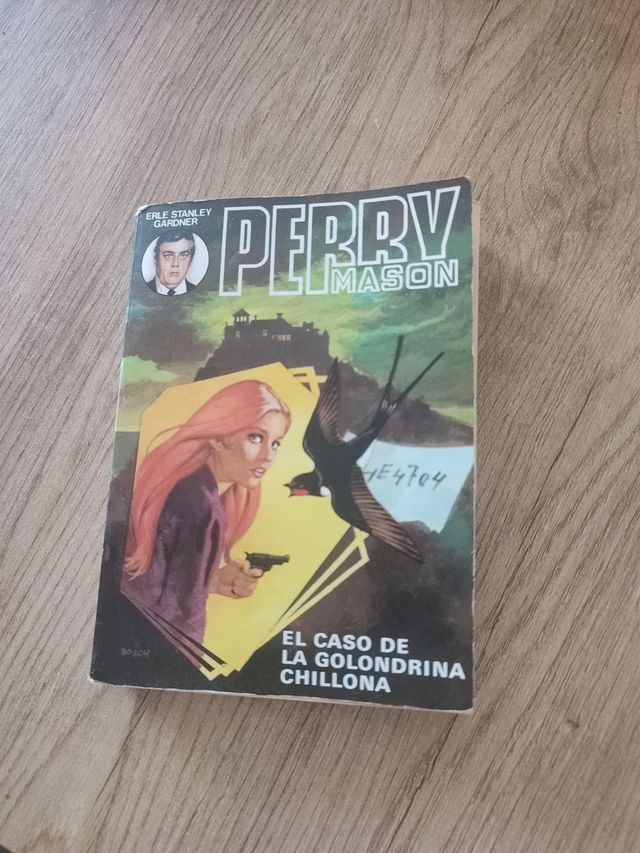 ERLE STANLEY
GARDNER
PERRY
MASON
4E4704
BOSCH
EL CASO DE
LA GOLONDRINA
CHILLONA